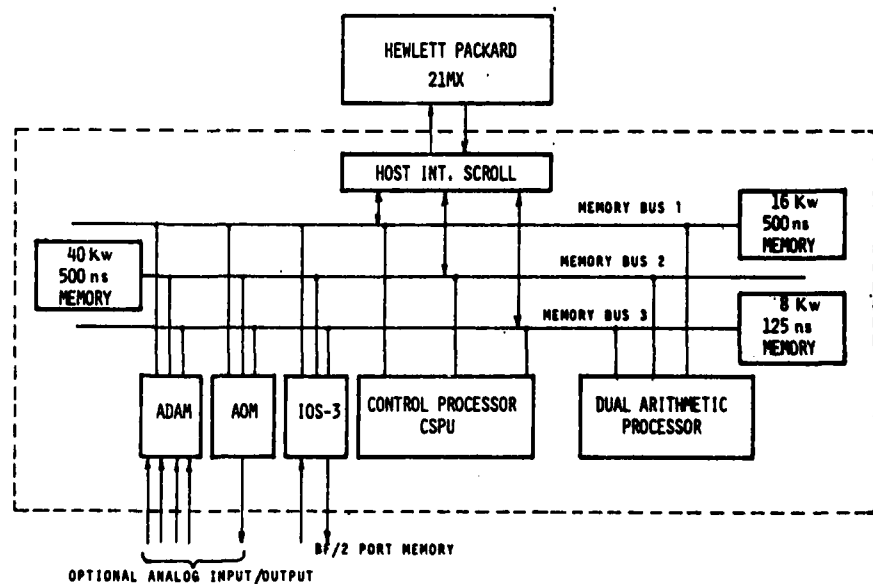 HEWLETT PACKARD
21MX
HOST INT. SCROLL
MEMORY BUS 1
16 Kw
500 ns
MEMORY
40 Kw
500 ns
MEMORY
MEMORY BUS 2
MEMORY BUS 3
8 Kw
125 ns
MEMORY
ADAM
AOM
IOS-3
CONTROL PROCESSOR
CSPU
DUAL ARITHMETIC
PROCESSOR
BF/2 PORT MEMORY
OPTIONAL ANALOG INPUT/OUTPUT